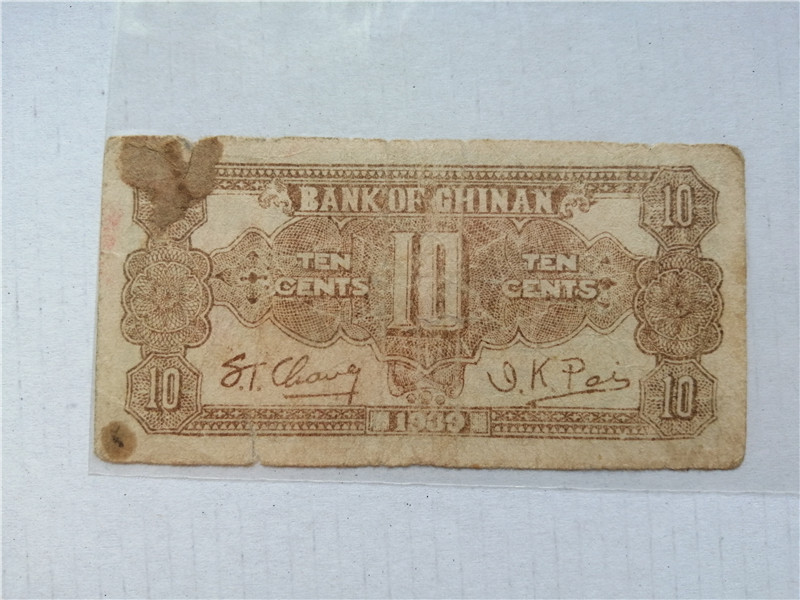 BANK OF CHINAN
10
TEN CENTS
10
TEN CENTS
S.T. Chang
I.K. Pai
10
1939
10